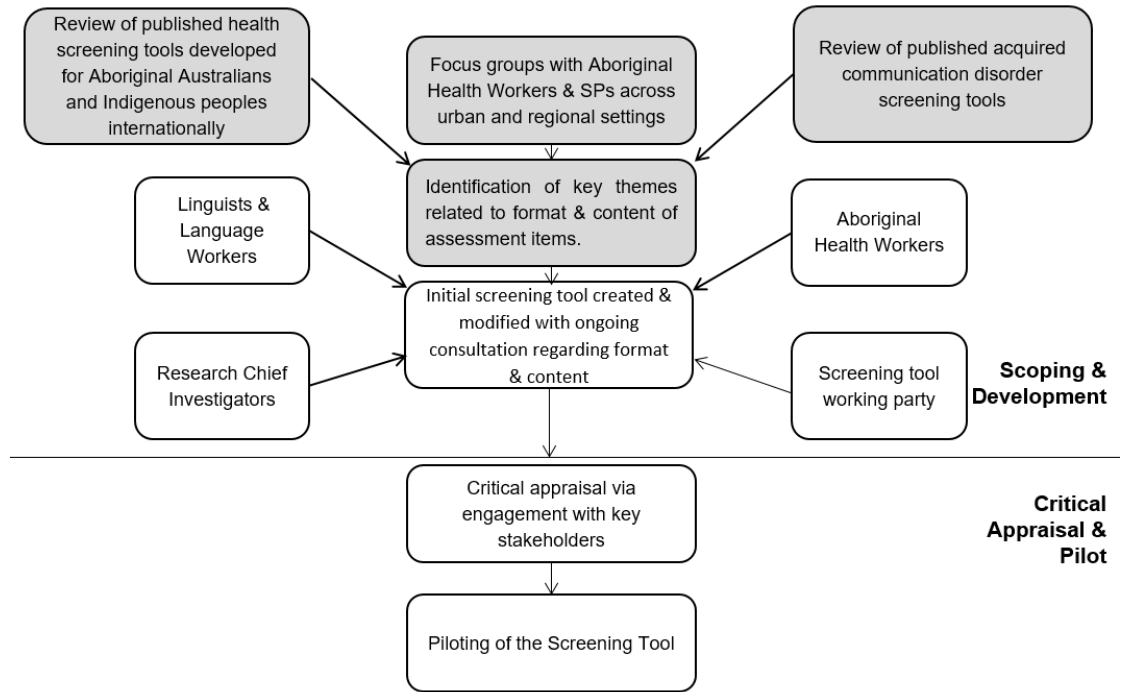 Review of published health
screening tools developed
for Aboriginal Australians
and Indigenous peoples
internationally
Focus groups with Aboriginal
Health Workers & SPs across
urban and regional settings
Review of published acquired
communication disorder
screening tools
Identification of key themes
related to format & content of
assessment items.
Linguists &
Language
Workers
Aboriginal
Health Workers
Initial screening tool created &
modified with ongoing
consultation regarding format
& content
Research Chief
Investigators
Screening tool
working party
Scoping &
Development
Critical appraisal via
engagement with key
stakeholders
Critical
Appraisal &
Pilot
Piloting of the Screening Tool